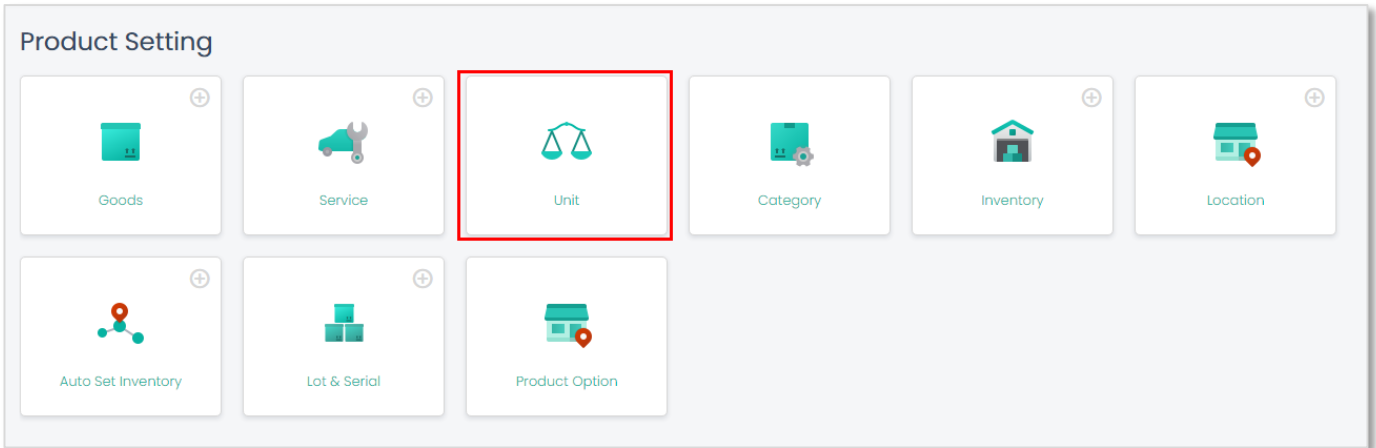 Product Setting
Goods
Service
Unit
Category
Inventory
Location
Auto Set Inventory
Lot & Serial
Product Option